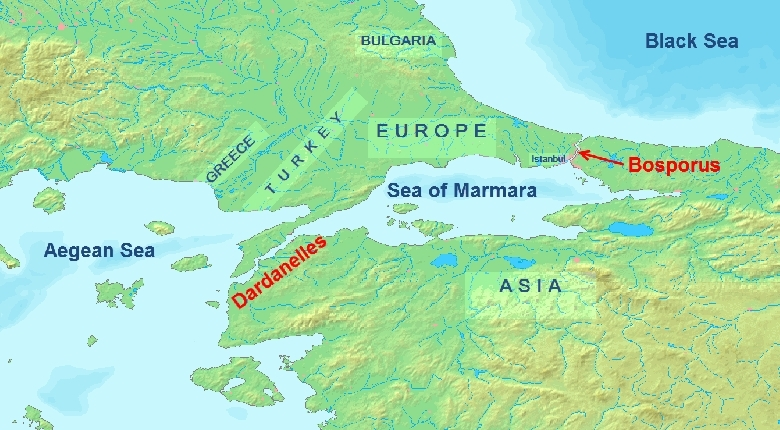 BULGARIA
Black Sea
EUROPE
GREECE
TURKEY
Istanbul
Bosporus
Sea of Marmara
Aegean Sea
Dardanelles
ASIA